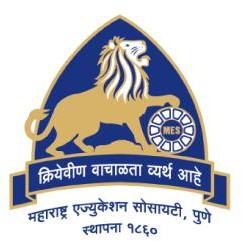 MES
क्रियेवीण वाचाळता व्यर्थ आहे
महाराष्ट्र एज्युकेशन सोसायटी, पुणे
स्थापना १८६०